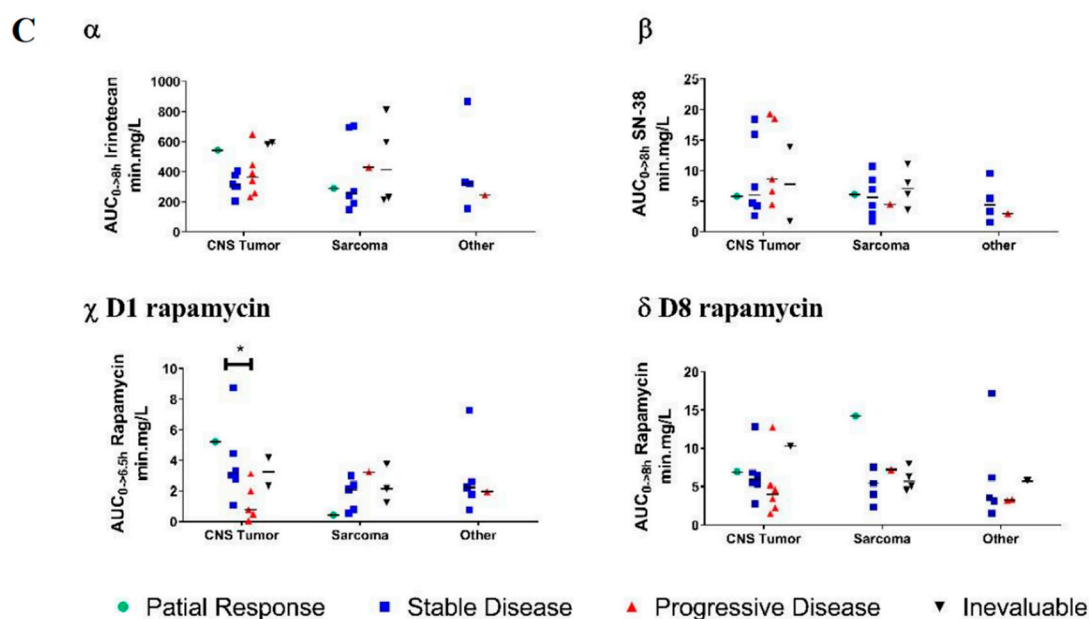 C
α
AUC0->8h Irinotecan
min.mg/L
1000
800
600
400
200
0
CNS Tumor
Sarcoma
Other
β
AUC0->8h SN-38
min.mg/L
25
20
15
10
5
0
CNS Tumor
Sarcoma
other
χ D1 rapamycin
AUC0->6.5h Rapamycin
min.mg/L
10
8
6
4
2
0
*
CNS Tumor
Sarcoma
Other
δ D8 rapamycin
AUC0->8h Rapamycin
min.mg/L
20
15
10
5
0
CNS Tumor
Sarcoma
Other
Patial Response
Stable Disease
Progressive Disease
Inevaluable